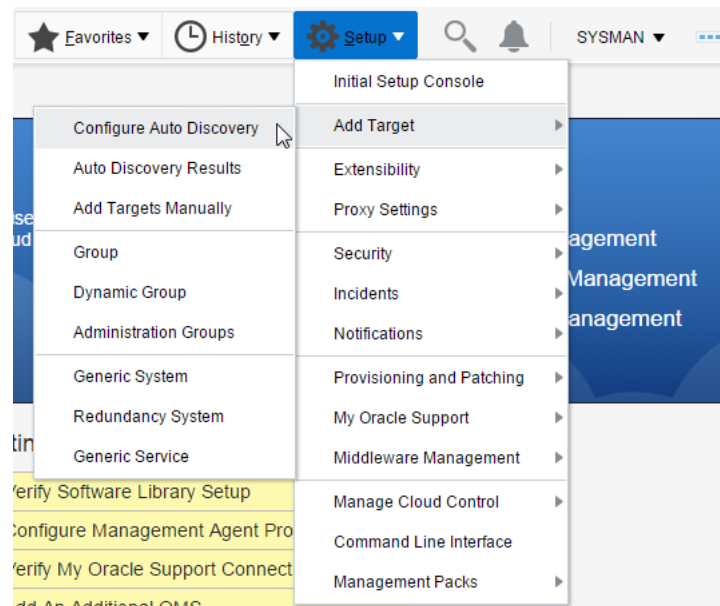 Favorites ▼ History ▼ Setup ▼ SYSMAN ▼
Initial Setup Console
Add Target
Extensibility
Proxy Settings
Security
Incidents
Notifications
Provisioning and Patching
My Oracle Support
Middleware Management
Manage Cloud Control
Command Line Interface
Management Packs
Configure Auto Discovery
Auto Discovery Results
Add Targets Manually
Group
Dynamic Group
Administration Groups
Generic System
Redundancy System
Generic Service
agement
Management
anagement
Verify Software Library Setup
Configure Management Agent Pro
Verify My Oracle Support Connect
An Additional OMS